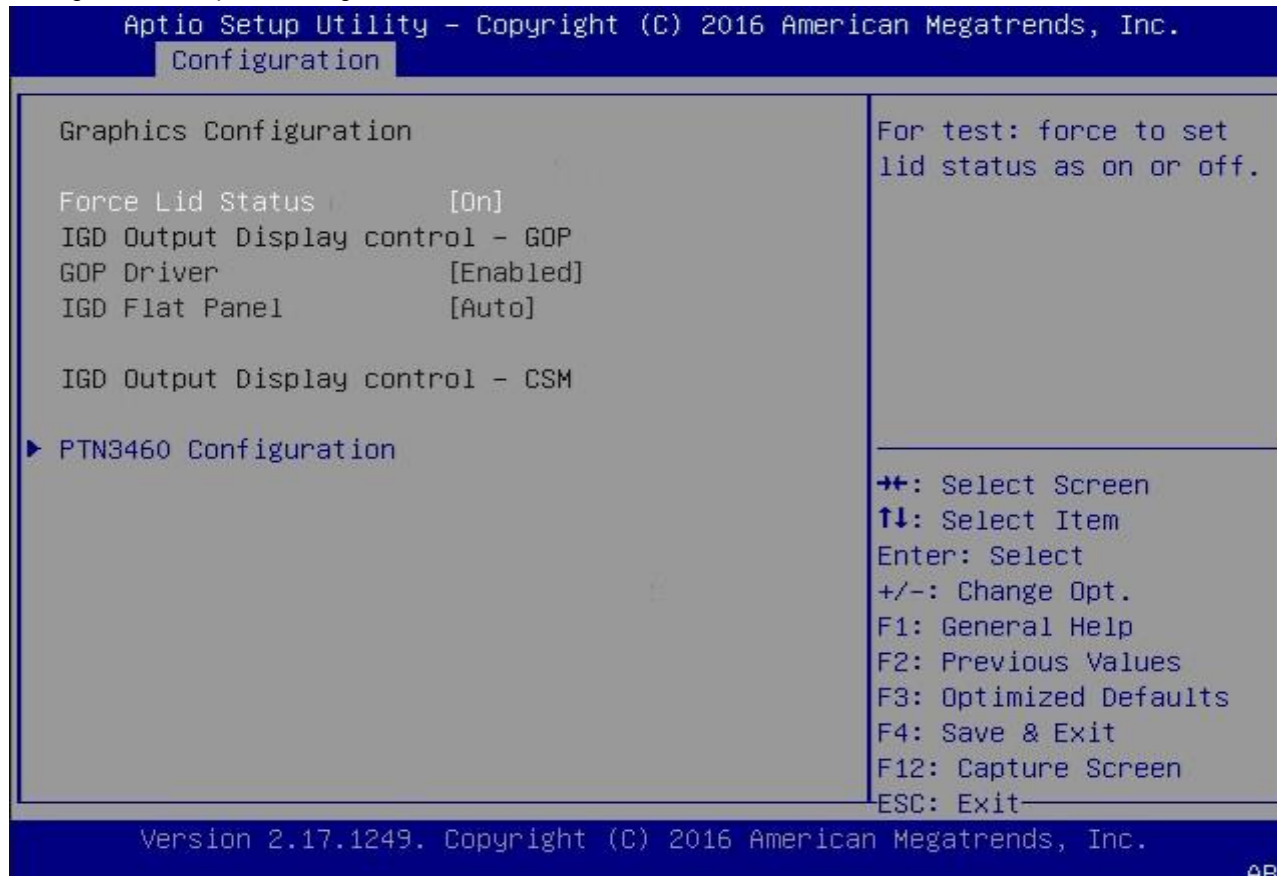 Aptio Setup Utility – Copyright (C) 2016 American Megatrends, Inc.
Configuration
Graphics Configuration
Force Lid Status [On]
IGD Output Display control – GOP
GOP Driver [Enabled]
IGD Flat Panel [Auto]
IGD Output Display control – CSM
▶ PTN3460 Configuration
For test: force to set
lid status as on or off.
→←: Select Screen
↑↓: Select Item
Enter: Select
+/-: Change Opt.
F1: General Help
F2: Previous Values
F3: Optimized Defaults
F4: Save & Exit
F12: Capture Screen
ESC: Exit
Version 2.17.1249. Copyright (C) 2016 American Megatrends, Inc.